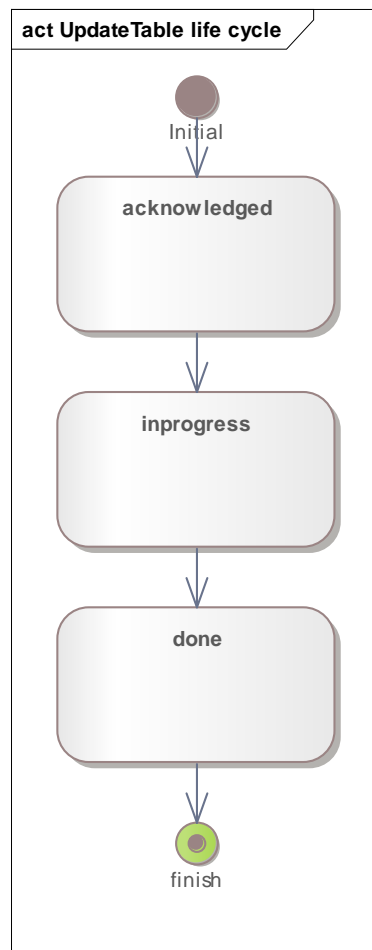 act UpdateTable life cycle
Initial
acknowledged
inprogress
done
finish